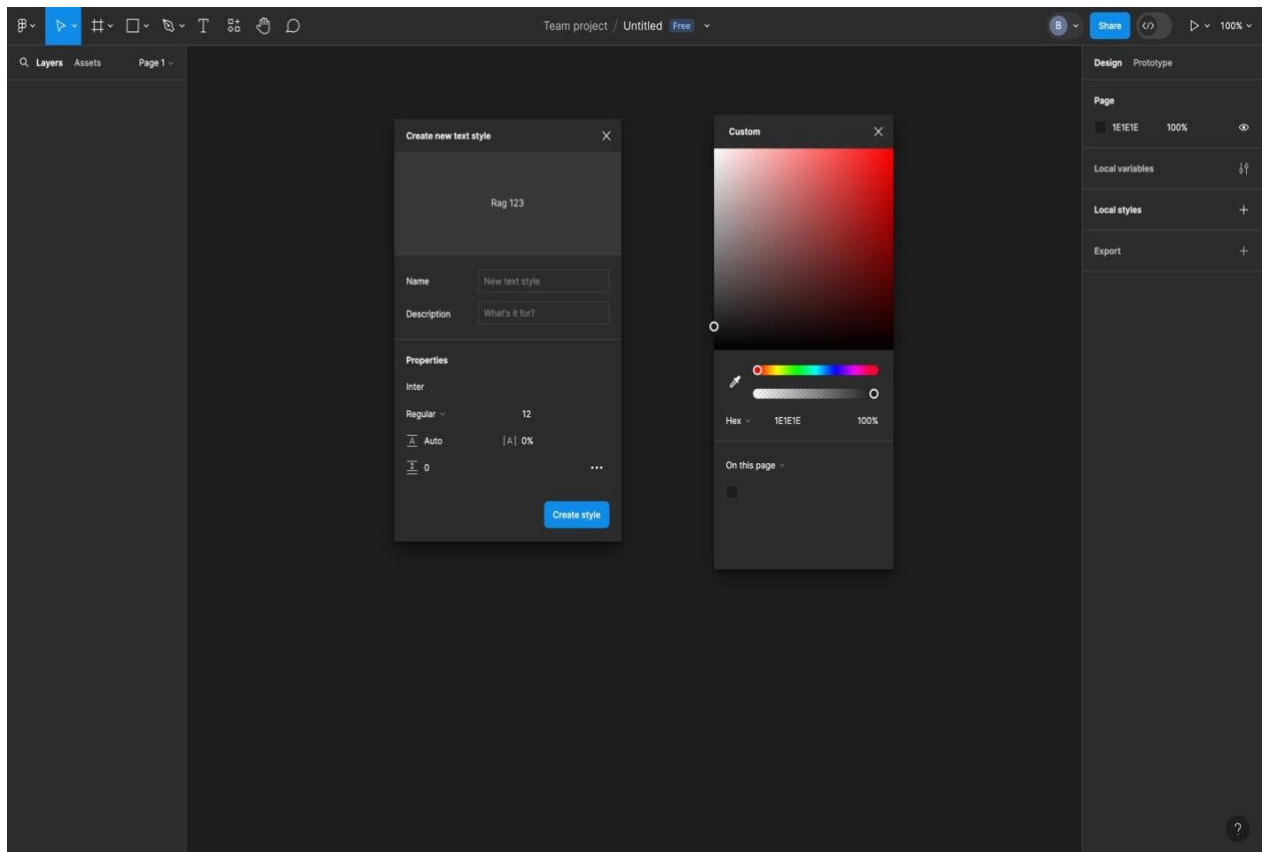 Team project / Untitled Free
B
Share
100%
Layers Assets Page 1
Design Prototype
Page
1E1E1E 100%
Local variables
Local styles
Export
Create new text style
Rag 123
Name New text style
Description What's it for?
Properties
Inter
Regular 12
A Auto |A| 0%
0
Create style
Custom
Hex 1E1E1E 100%
On this page
?